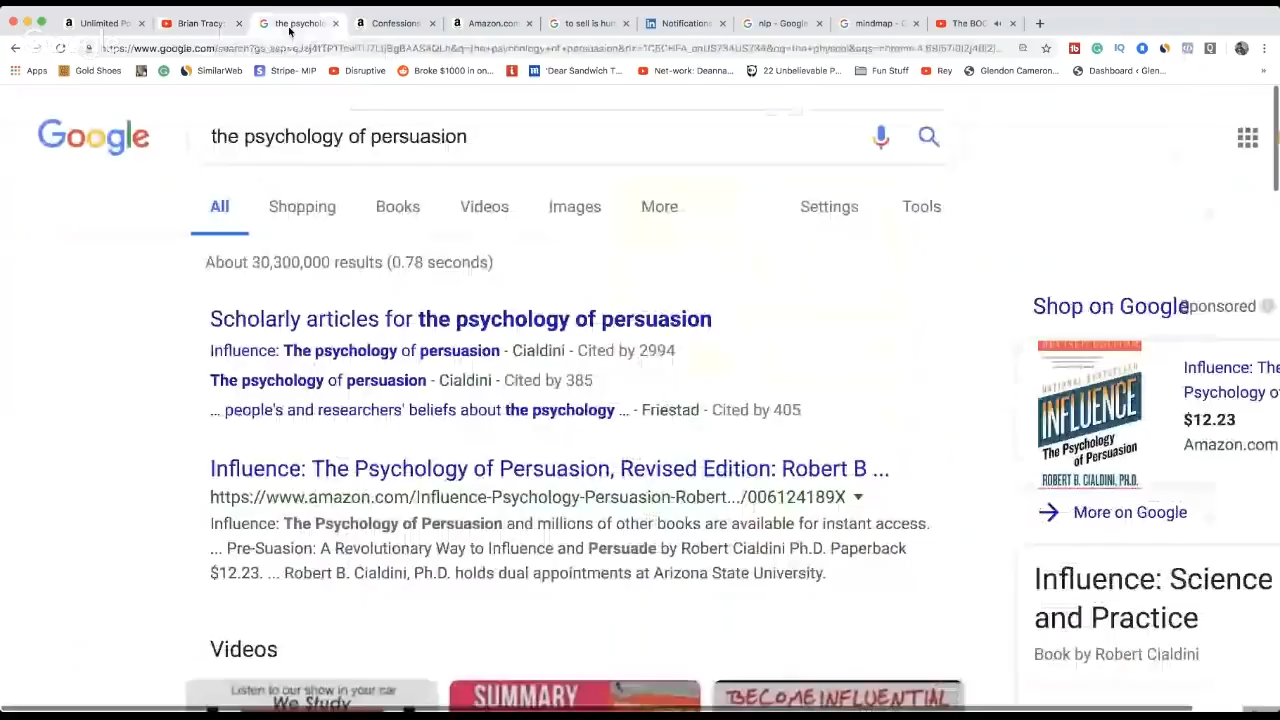 Unlimited Po
Brian Tracy:
the psychol
Confessions
Amazon.com
to sell is hum
Notifications
nlp - Google
mindmap - G
The BOO
Apps
Gold Shoes
SimilarWeb
Stripe- MIP
Disruptive
Broke $1000 in on...
'Dear Sandwich T...
Net-work: Deanna...
22 Unbelievable P...
Fun Stuff
Rey
Glendon Cameron...
Dashboard ‹ Glen...
Google
the psychology of persuasion
All
Shopping
Books
Videos
Images
More
Settings
Tools
About 30,300,000 results (0.78 seconds)
Scholarly articles for the psychology of persuasion
Influence: The psychology of persuasion - Cialdini - Cited by 2994
The psychology of persuasion - Cialdini - Cited by 385
... people's and researchers' beliefs about the psychology ... - Friestad - Cited by 405
Influence: The Psychology of Persuasion, Revised Edition: Robert B ...
https://www.amazon.com/Influence-Psychology-Persuasion-Robert.../006124189X
Influence: The Psychology of Persuasion and millions of other books are available for instant access.
... Pre-Suasion: A Revolutionary Way to Influence and Persuade by Robert Cialdini Ph.D. Paperback
$12.23. ... Robert B. Cialdini, Ph.D. holds dual appointments at Arizona State University.
Videos
Listen to our show in your car
We Study
SUMMARY
BECOME INFLUENTIAL
Shop on Google
Sponsored
NATIONAL BESTSELLER
INFLUENCE
The Psychology
of Persuasion
ROBERT B. CIALDINI, PH.D.
Influence: The
Psychology o
$12.23
Amazon.com
More on Google
Influence: Science
and Practice
Book by Robert Cialdini